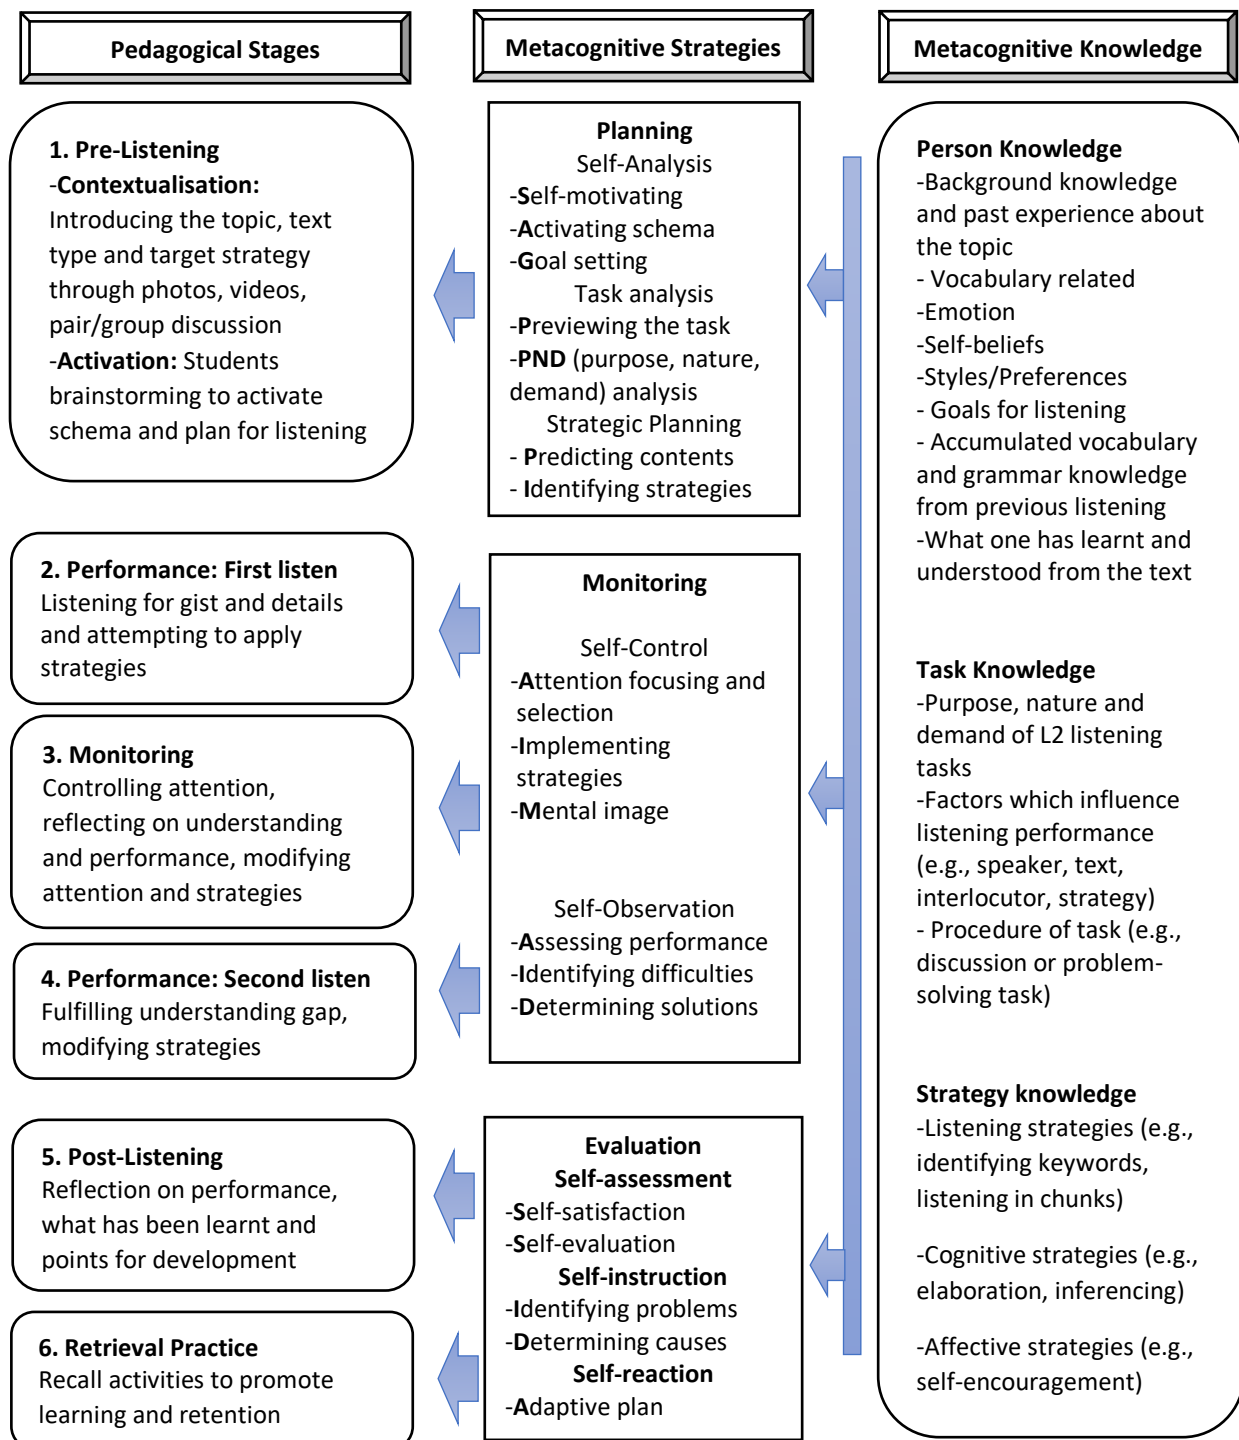 Pedagogical Stages
1. Pre-Listening
-Contextualisation:
Introducing the topic, text
type and target strategy
through photos, videos,
pair/group discussion
-Activation: Students
brainstorming to activate
schema and plan for listening
2. Performance: First listen
Listening for gist and details
and attempting to apply
strategies
3. Monitoring
Controlling attention,
reflecting on understanding
and performance, modifying
attention and strategies
4. Performance: Second listen
Fulfilling understanding gap,
modifying strategies
5. Post-Listening
Reflection on performance,
what has been learnt and
points for development
6. Retrieval Practice
Recall activities to promote
learning and retention
Metacognitive Strategies
Planning
Self-Analysis
-Self-motivating
-Activating schema
-Goal setting
Task analysis
-Previewing the task
-PND (purpose, nature,
demand) analysis
Strategic Planning
- Predicting contents
- Identifying strategies
Monitoring
Self-Control
-Attention focusing and
selection
-Implementing
strategies
-Mental image
Self-Observation
-Assessing performance
-Identifying difficulties
-Determining solutions
Evaluation
Self-assessment
-Self-satisfaction
-Self-evaluation
Self-instruction
-Identifying problems
-Determining causes
Self-reaction
-Adaptive plan
Metacognitive Knowledge
Person Knowledge
-Background knowledge
and past experience about
the topic
- Vocabulary related
-Emotion
-Self-beliefs
-Styles/Preferences
- Goals for listening
- Accumulated vocabulary
and grammar knowledge
from previous listening
-What one has learnt and
understood from the text
Task Knowledge
-Purpose, nature and
demand of L2 listening
tasks
-Factors which influence
listening performance
(e.g., speaker, text,
interlocutor, strategy)
- Procedure of task (e.g.,
discussion or problem-
solving task)
Strategy knowledge
-Listening strategies (e.g.,
identifying keywords,
listening in chunks)
-Cognitive strategies (e.g.,
elaboration, inferencing)
-Affective strategies (e.g.,
self-encouragement)